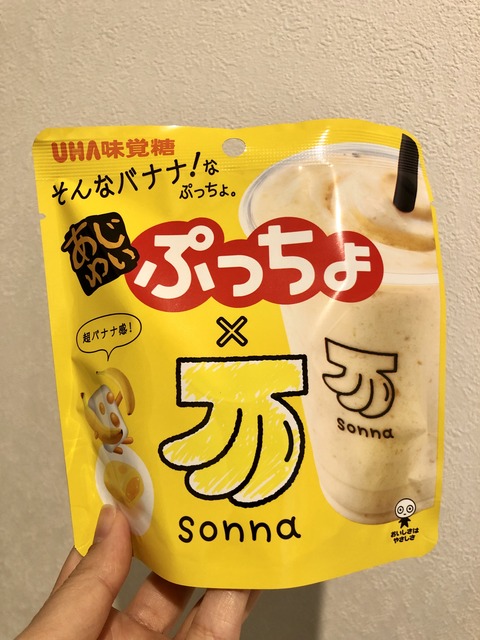 UHA味覚糖
そんなバナナ!な
ぷっちょ。
あじわい
ぷっちょ
×
sonna
超バナナ感!
sonna
おいしさは
やさしさ